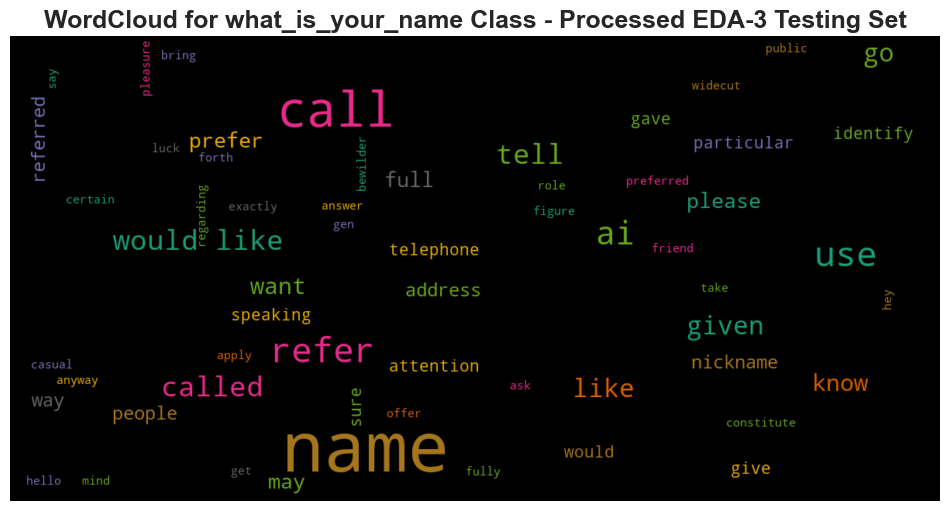 WordCloud for what_is_your_name Class - Processed EDA-3 Testing Set
public
go
bring
pleasure
say
widecut
referred
call
gave
identify
prefer
particular
luck
forth
tell
bewilder
full
preferred
role
certain
regarding
exactly
answer
please
figure
gen
ai
would like
friend
telephone
use
want
address
take
hey
speaking
given
refer
apply
casual
attention
nickname
anyway
called
ask
like
know
way
sure
people
offer
constitute
name
would
give
get
fully
hello
mind
may